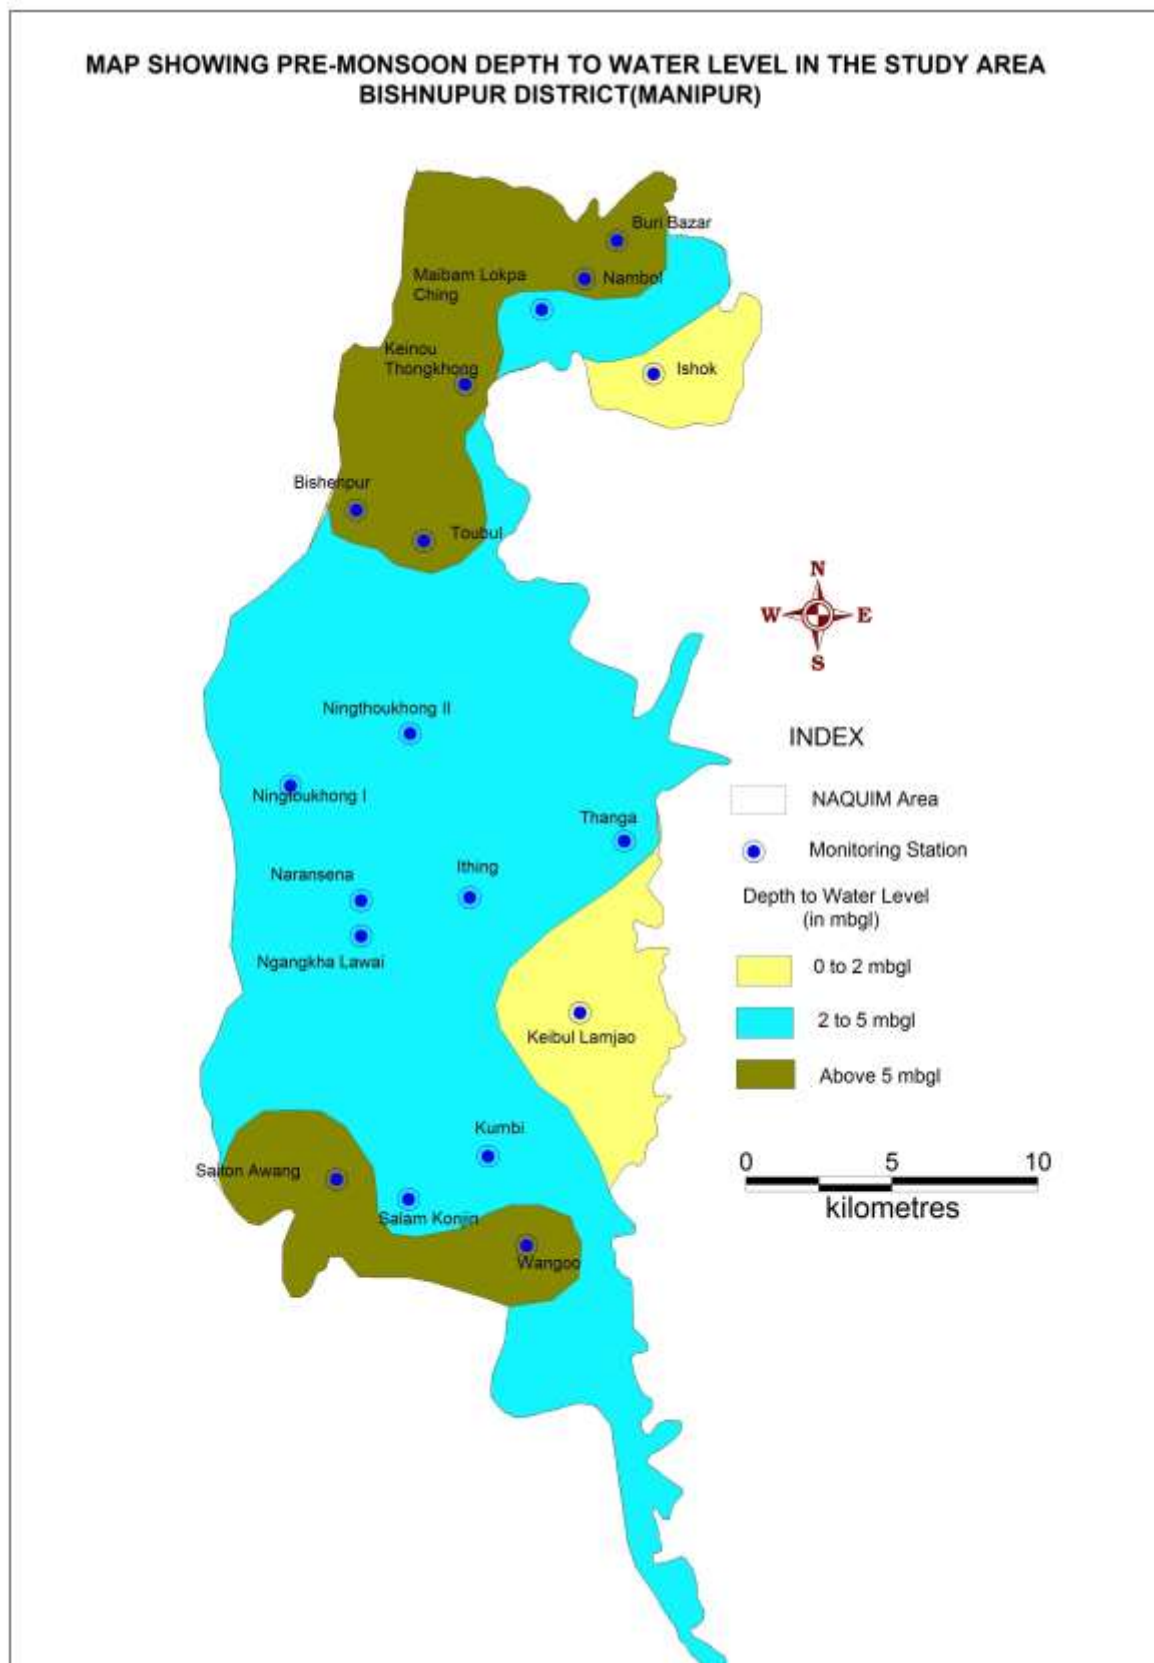 MAP SHOWING PRE-MONSOON DEPTH TO WATER LEVEL IN THE STUDY AREA
BISHNUPUR DISTRICT(MANIPUR)
Buri Bazar
Maibam Lokpa
Ching
Nambol
Keinou
Thongkhong
Ishok
Bishenpur
Toubul
N
W
E
S
Ningthoukhong II
INDEX
Ningtoukhong I
NAQUIM Area
Thanga
Monitoring Station
Ithing
Naransena
Depth to Water Level
(in mbgl)
Ngangkha Lawai
0 to 2 mbgl
2 to 5 mbgl
Keibul Lamjao
Above 5 mbgl
Kumbi
Saiton Awang
Salam Konjin
Wangoo
0 5 10
kilometres